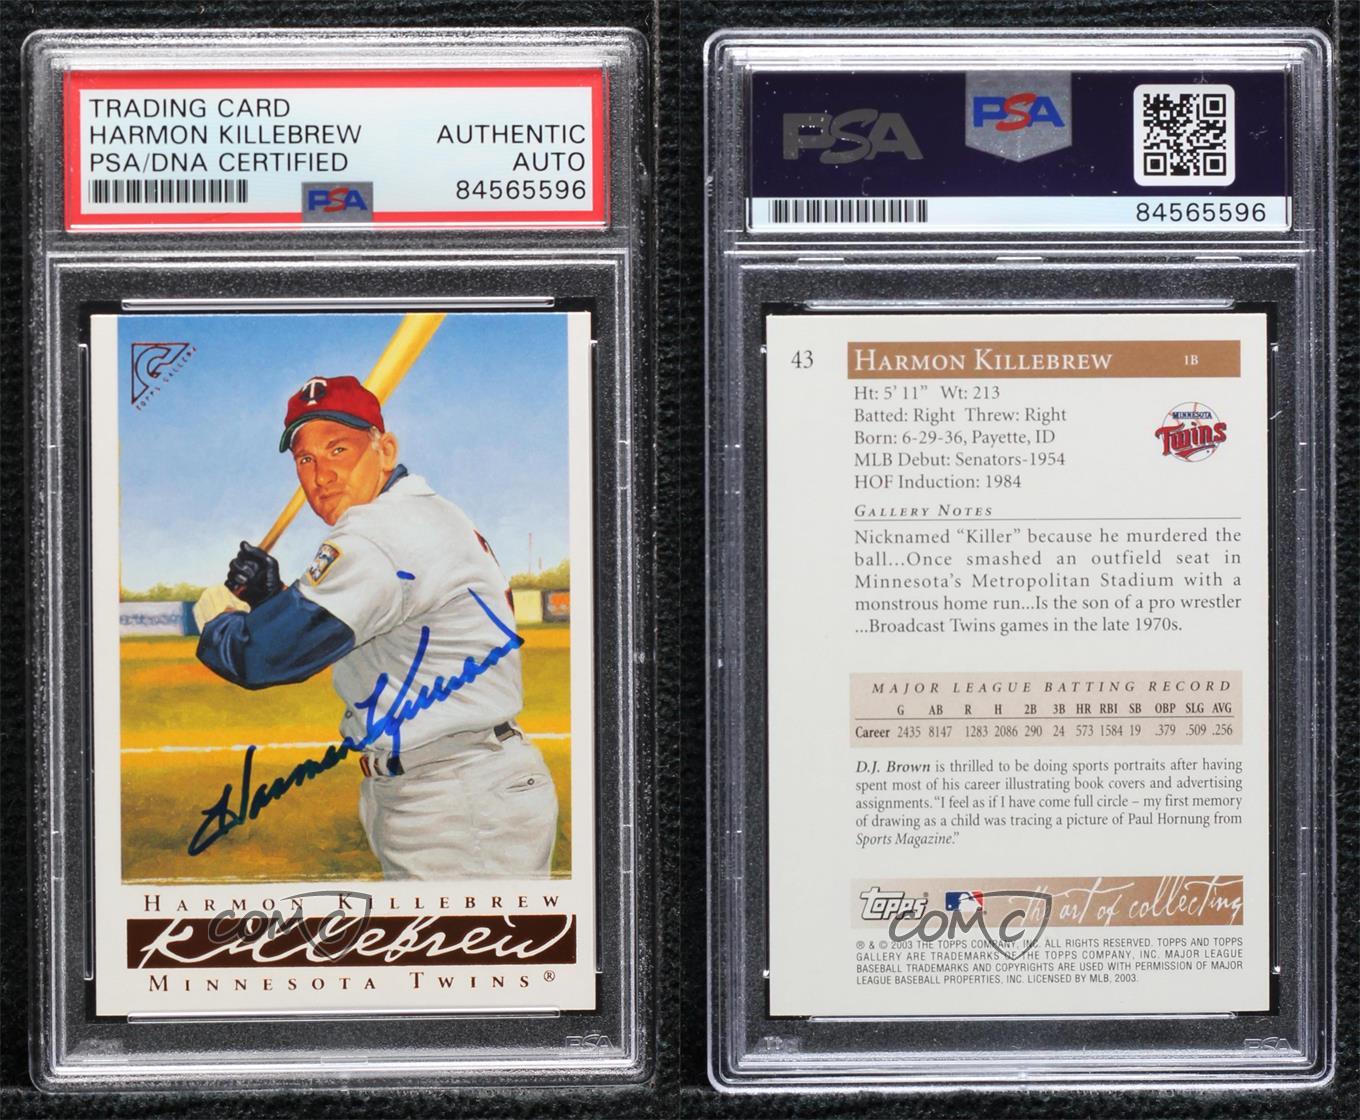 TRADING CARD
HARMON KILLEBREW AUTHENTIC
PSA/DNA CERTIFIED AUTO
PSA 84565596
TOPPS GALLERY
T
Harmon Killebrew
HARMON KILLEBREW
COMC
Killebrew
MINNESOTA TWINS®
PSA
PSA PSA
84565596
43 HARMON KILLEBREW 1B
Ht: 5' 11" Wt: 213
Batted: Right Threw: Right
Born: 6-29-36, Payette, ID
MLB Debut: Senators-1954
HOF Induction: 1984
MINNESOTA
Twins
GALLERY NOTES
Nicknamed “Killer” because he murdered the
ball...Once smashed an outfield seat in
Minnesota's Metropolitan Stadium with a
monstrous home run...Is the son of a pro wrestler
...Broadcast Twins games in the late 1970s.
MAJOR LEAGUE BATTING RECORD
G AB R H 2B 3B HR RBI SB OBP SLG AVG
Career 2435 8147 1283 2086 290 24 573 1584 19 .379 .509 .256
D.J. Brown is thrilled to be doing sports portraits after having
spent most of his career illustrating book covers and advertising
assignments. “I feel as if I have come full circle – my first memory
of drawing as a child was tracing a picture of Paul Hornung from
Sports Magazine.”
Topps The art of collecting
COMC
® & © 2003 THE TOPPS COMPANY, INC. ALL RIGHTS RESERVED. TOPPS AND TOPPS
GALLERY ARE TRADEMARKS OF THE TOPPS COMPANY, INC. MAJOR LEAGUE
BASEBALL TRADEMARKS AND COPYRIGHTS ARE USED WITH PERMISSION OF MAJOR
LEAGUE BASEBALL PROPERTIES, INC. LICENSED BY MLB, 2003.
PSA